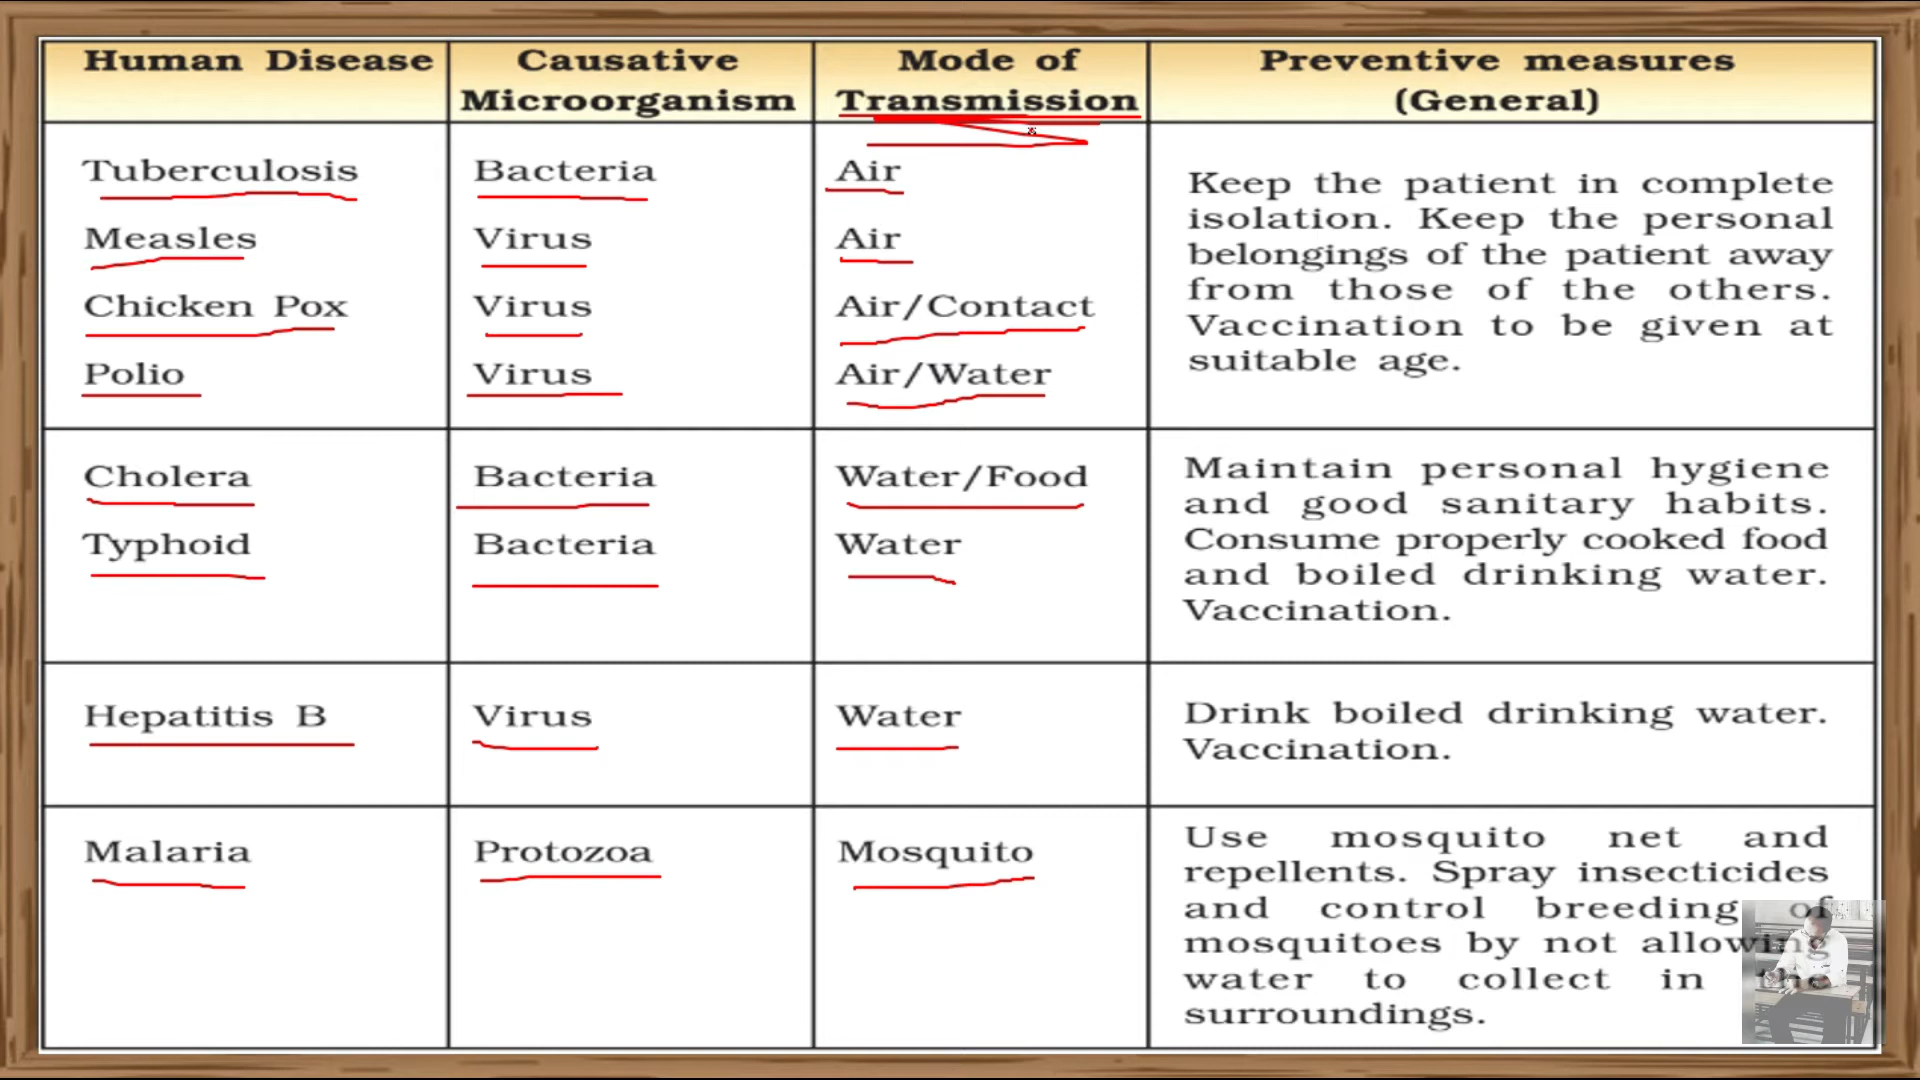 Human Disease Causative Microorganism Mode of Transmission Preventive measures (General)
Tuberculosis Bacteria Air
Measles Virus Air
Chicken Pox Virus Air/Contact
Polio Virus Air/Water
Keep the patient in complete
isolation. Keep the personal
belongings of the patient away
from those of the others.
Vaccination to be given at
suitable age.
Cholera Bacteria Water/Food
Typhoid Bacteria Water
Maintain personal hygiene
and good sanitary habits.
Consume properly cooked food
and boiled drinking water.
Vaccination.
Hepatitis B Virus Water
Drink boiled drinking water.
Vaccination.
Malaria Protozoa Mosquito
Use mosquito net and
repellents. Spray insecticides
and control breeding of
mosquitoes by not allowing
water to collect in the
surroundings.